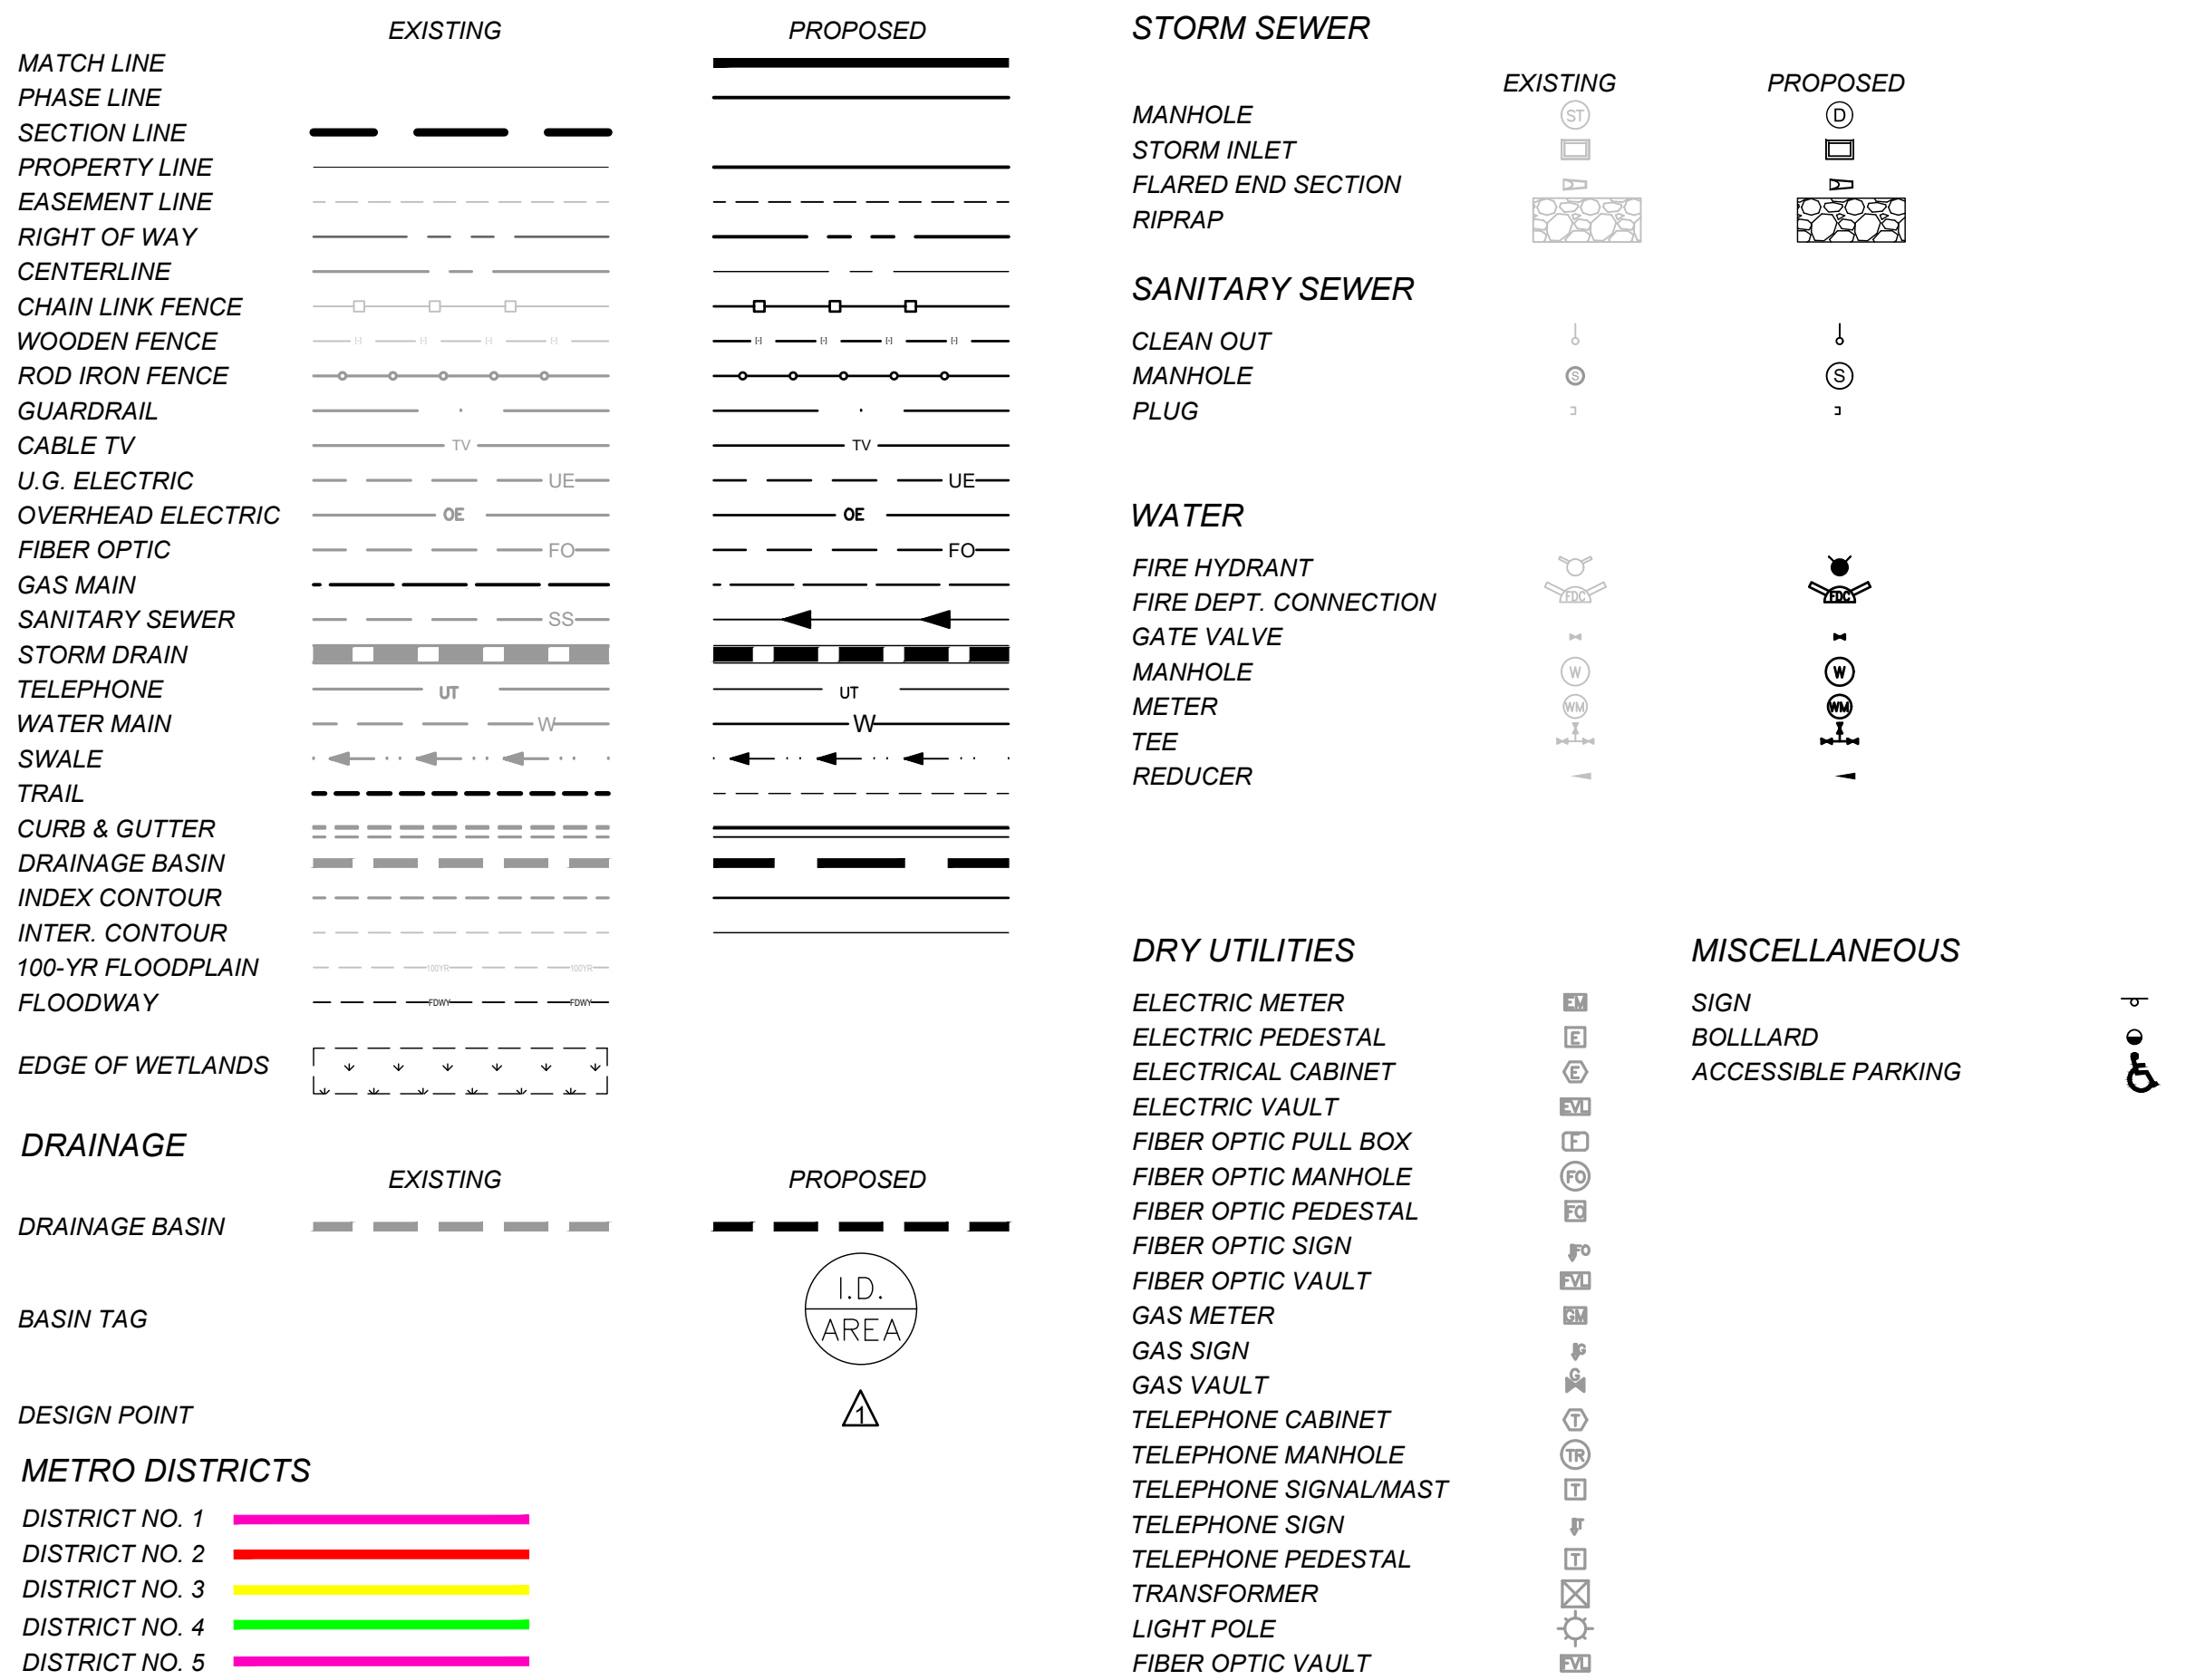 EXISTING PROPOSED
MATCH LINE
PHASE LINE
SECTION LINE
PROPERTY LINE
EASEMENT LINE
RIGHT OF WAY
CENTERLINE
CHAIN LINK FENCE
WOODEN FENCE
ROD IRON FENCE
GUARDRAIL
CABLE TV TV TV
U.G. ELECTRIC UE UE
OVERHEAD ELECTRIC OE OE
FIBER OPTIC FO FO
GAS MAIN
SANITARY SEWER SS
STORM DRAIN
TELEPHONE UT UT
WATER MAIN W W
SWALE
TRAIL
CURB & GUTTER
DRAINAGE BASIN
INDEX CONTOUR
INTER. CONTOUR
100-YR FLOODPLAIN 100YR 100YR
FLOODWAY FDWY FDWY
EDGE OF WETLANDS
DRAINAGE
EXISTING PROPOSED
DRAINAGE BASIN
I.D.
BASIN TAG AREA
DESIGN POINT 1
METRO DISTRICTS
DISTRICT NO. 1
DISTRICT NO. 2
DISTRICT NO. 3
DISTRICT NO. 4
DISTRICT NO. 5
STORM SEWER
EXISTING PROPOSED
MANHOLE ST D
STORM INLET
FLARED END SECTION
RIPRAP
SANITARY SEWER
CLEAN OUT
MANHOLE S S
PLUG
WATER
FIRE HYDRANT
FIRE DEPT. CONNECTION FDC FDC
GATE VALVE
MANHOLE W W
METER WM WM
TEE
REDUCER
DRY UTILITIES
ELECTRIC METER EM
ELECTRIC PEDESTAL E
ELECTRICAL CABINET E
ELECTRIC VAULT EVL
FIBER OPTIC PULL BOX F
FIBER OPTIC MANHOLE FO
FIBER OPTIC PEDESTAL FO
FIBER OPTIC SIGN FO
FIBER OPTIC VAULT FVL
GAS METER GM
GAS SIGN G
GAS VAULT G
TELEPHONE CABINET T
TELEPHONE MANHOLE TR
TELEPHONE SIGNAL/MAST T
TELEPHONE SIGN T
TELEPHONE PEDESTAL T
TRANSFORMER
LIGHT POLE
FIBER OPTIC VAULT FVL
MISCELLANEOUS
SIGN
BOLLLARD
ACCESSIBLE PARKING